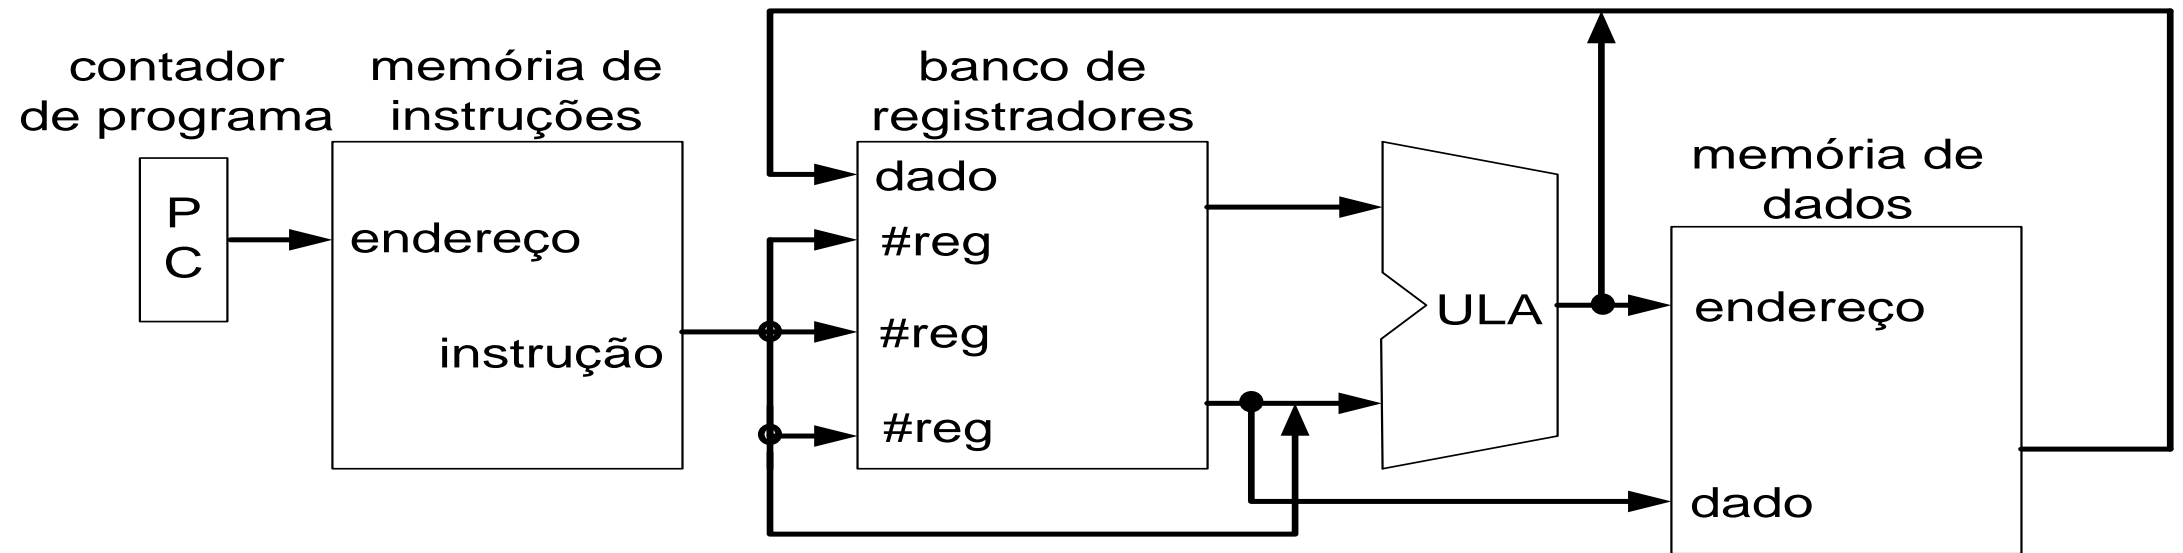 contador
de programa
memória de
instruções
banco de
registradores
memória de
dados
P
C
endereço
instrução
dado
#reg
#reg
#reg
ULA
endereço
dado